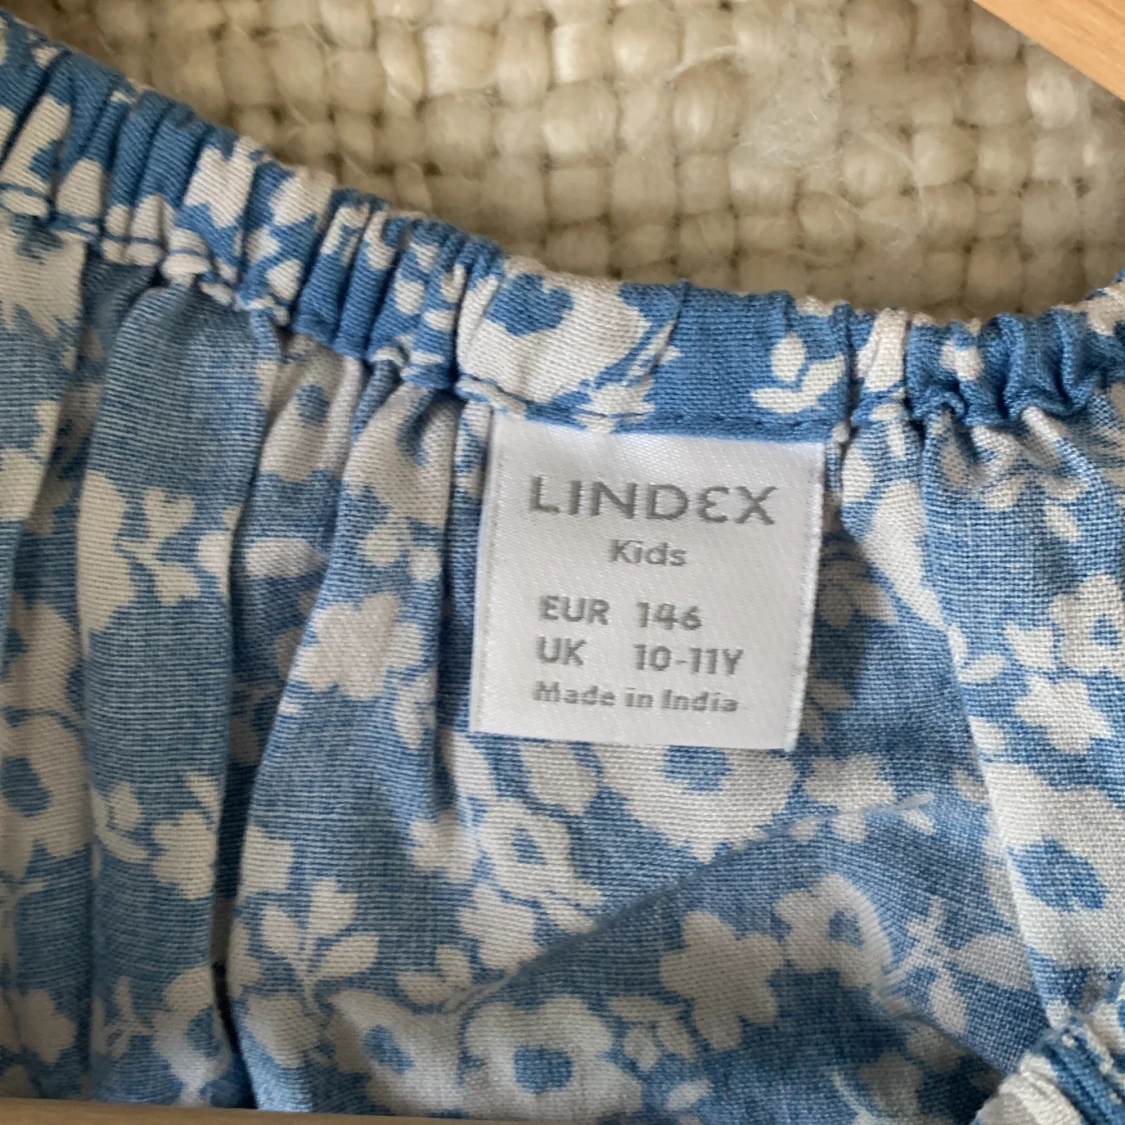 LINDEX
Kids
EUR 146
UK 10-11Y
Made in India